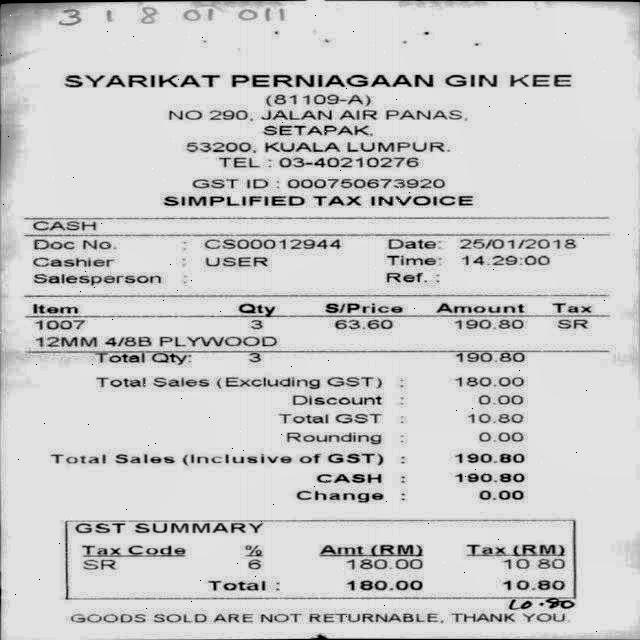 3 1 8 01 011
SYARIKAT PERNIAGAAN GIN KEE
(81109-A)
NO 290, JALAN AIR PANAS,
SETAPAK,
53200, KUALA LUMPUR.
TEL : 03-40210276
GST ID : 000750673920
SIMPLIFIED TAX INVOICE
CASH
Doc No. : CS00012944 Date: 25/01/2018
Cashier : USER Time: 14:29:00
Salesperson : Ref. :
Item Qty S/Price Amount Tax
1007 3 63.60 190.80 SR
12MM 4/8B PLYWOOD
Total Qty: 3 190.80
Total Sales (Excluding GST) : 180.00
Discount : 0.00
Total GST : 10.80
Rounding : 0.00
Total Sales (Inclusive of GST) : 190.80
CASH : 190.80
Change : 0.00
GST SUMMARY
Tax Code % Amt (RM) Tax (RM)
SR 6 180.00 10.80
Total : 180.00 10.80
10.80
GOODS SOLD ARE NOT RETURNABLE, THANK YOU.